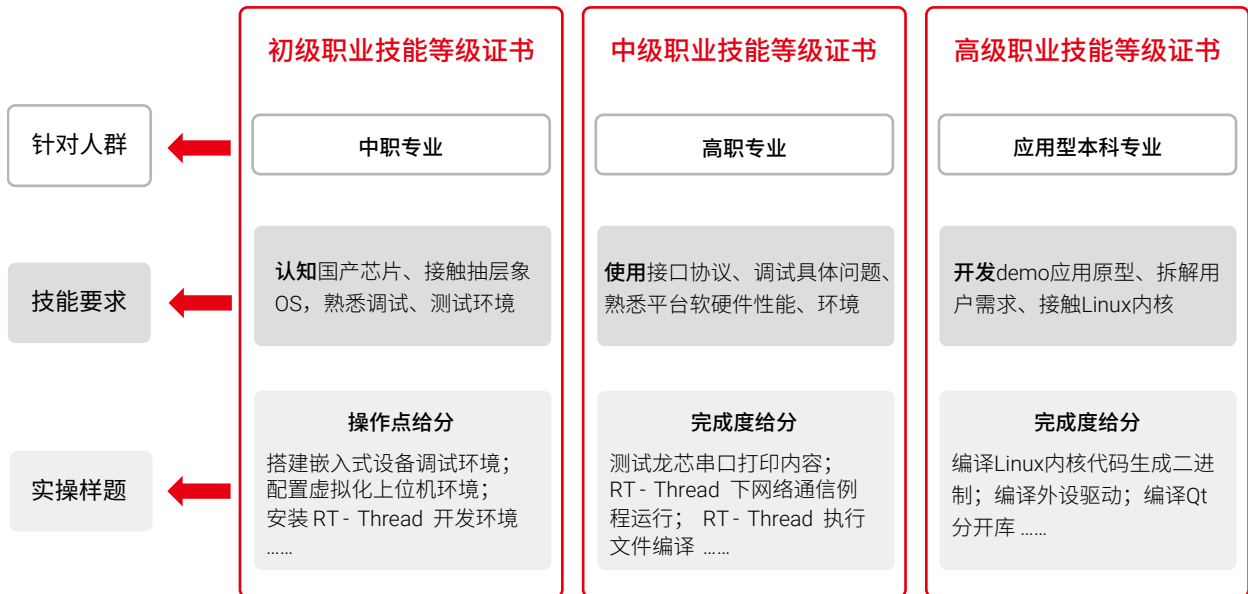 初级职业技能等级证书
中级职业技能等级证书
高级职业技能等级证书
针对人群
中职专业
高职专业
应用型本科专业
技能要求
认知国产芯片、接触抽层象
OS，熟悉调试、测试环境
使用接口协议、调试具体问题、
熟悉平台软硬件性能、环境
开发demo应用原型、拆解用
户需求、接触Linux内核
实操样题
操作点给分
搭建嵌入式设备调试环境；
配置虚拟化上位机环境；
安装 RT - Thread 开发环境
......
完成度给分
测试龙芯串口打印内容；
RT - Thread 下网络通信例
程运行； RT - Thread 执行
文件编译 ......
完成度给分
编译Linux内核代码生成二进
制；编译外设驱动；编译Qt
分开库 ......